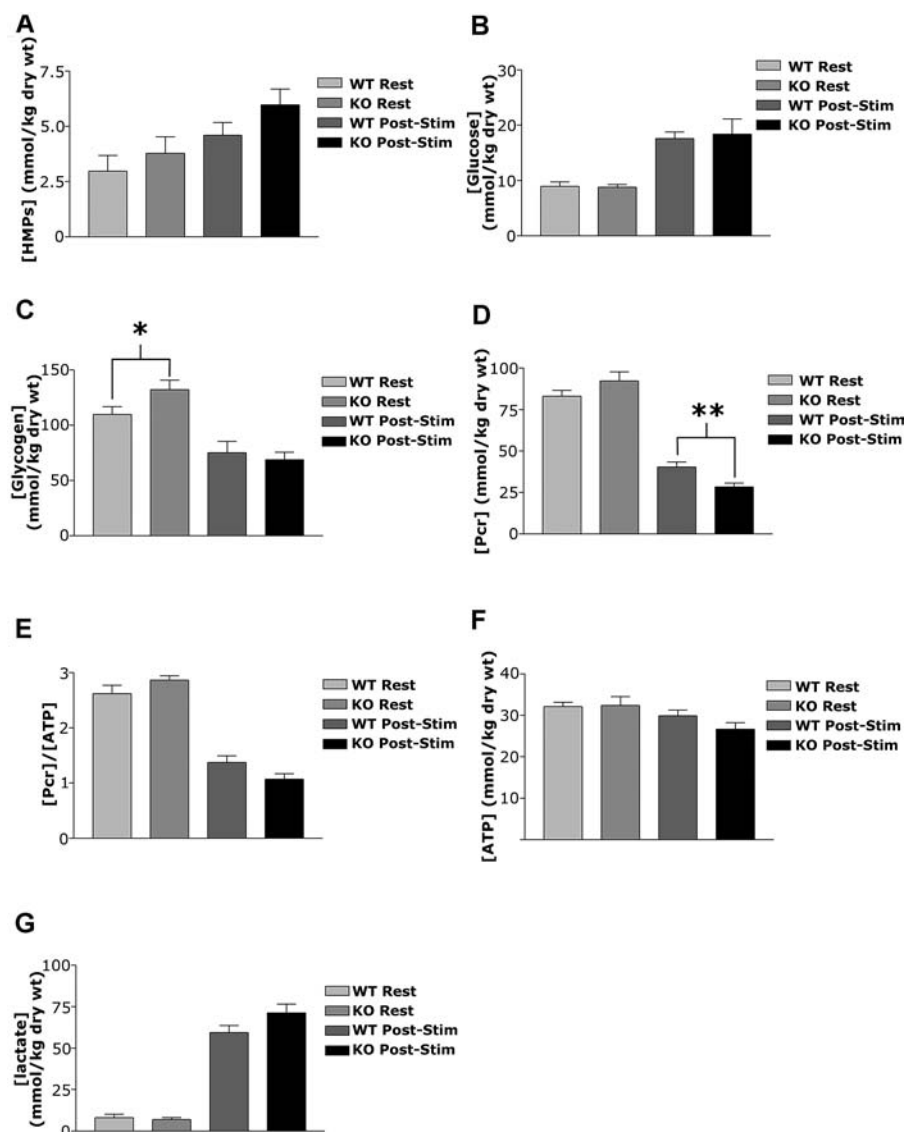 A
[HMPs] (mmol/kg dry wt)
7.5
5.0
2.5
0
WT Rest
KO Rest
WT Post-Stim
KO Post-Stim
B
[Glucose]
(mmol/kg dry wt)
30
20
10
0
WT Rest
KO Rest
WT Post-Stim
KO Post-Stim
C
[Glycogen]
(mmol/kg dry wt)
150
100
50
0
*
WT Rest
KO Rest
WT Post-Stim
KO Post-Stim
D
[Pcr] (mmol/kg dry wt)
100
75
50
25
0
**
WT Rest
KO Rest
WT Post-Stim
KO Post-Stim
E
[Pcr]/[ATP]
3
2
1
0
WT Rest
KO Rest
WT Post-Stim
KO Post-Stim
F
[ATP] (mmol/kg dry wt)
40
30
20
10
WT Rest
KO Rest
WT Post-Stim
KO Post-Stim
G
[lactate]
(mmol/kg dry wt)
100
75
50
25
0
WT Rest
KO Rest
WT Post-Stim
KO Post-Stim